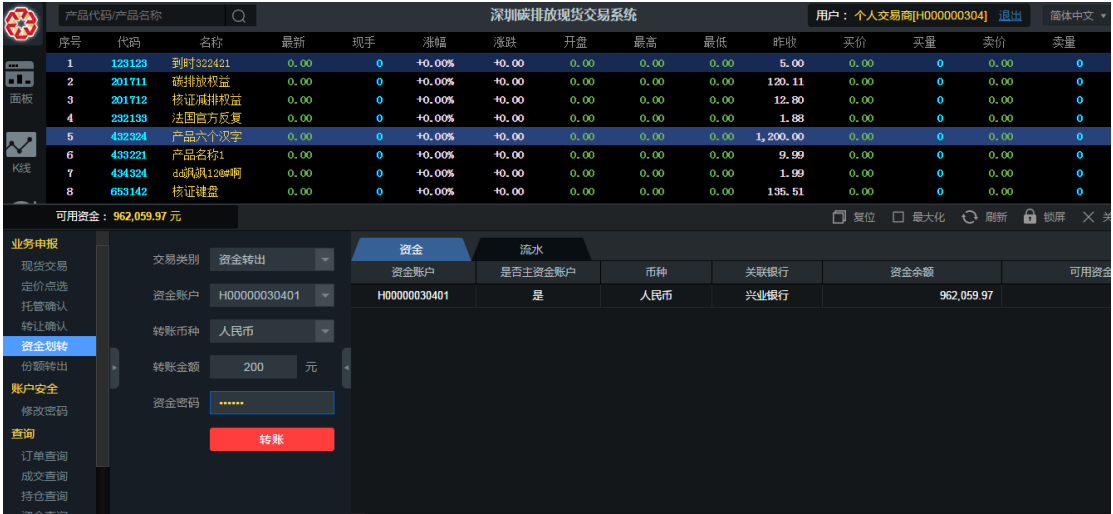 产品代码/产品名称 深圳碳排放现货交易系统 用户： 个人交易商[H000000304] 退出 简体中文
序号 代码 名称 最新 现手 涨幅 涨跌 开盘 最高 最低 昨收 买价 买量 卖价 卖量
1 123123 到时322421 0.00 0 +0.00% +0.00 0.00 0.00 0.00 5.00 0.00 0 0.00 0
2 201711 碳排放权益 0.00 0 +0.00% +0.00 0.00 0.00 0.00 120.11 0.00 0 0.00 0
3 201712 核证减排权益 0.00 0 +0.00% +0.00 0.00 0.00 0.00 12.80 0.00 0 0.00 0
4 232133 法国官方反复 0.00 0 +0.00% +0.00 0.00 0.00 0.00 1.88 0.00 0 0.00 0
5 432324 产品六个汉字 0.00 0 +0.00% +0.00 0.00 0.00 0.00 1,200.00 0.00 0 0.00 0
6 433221 产品名称1 0.00 0 +0.00% +0.00 0.00 0.00 0.00 9.99 0.00 0 0.00 0
7 434324 dd飒飒12@#啊 0.00 0 +0.00% +0.00 0.00 0.00 0.00 1.99 0.00 0 0.00 0
8 653142 核证键盘 0.00 0 +0.00% +0.00 0.00 0.00 0.00 135.51 0.00 0 0.00 0
面板
K线
可用资金： 962,059.97 元 复位 最大化 刷新 锁屏
业务申报
现货交易
定价点选
托管确认
转让确认
资金划转
份额转出
账户安全
修改密码
查询
订单查询
成交查询
持仓查询
交易类别 资金转出
资金账户 H00000030401
转账币种 人民币
转账金额 200 元
资金密码 ••••••
转账
资金 流水
资金账户 是否主资金账户 币种 关联银行 资金余额 可用资金
H00000030401 是 人民币 兴业银行 962,059.97